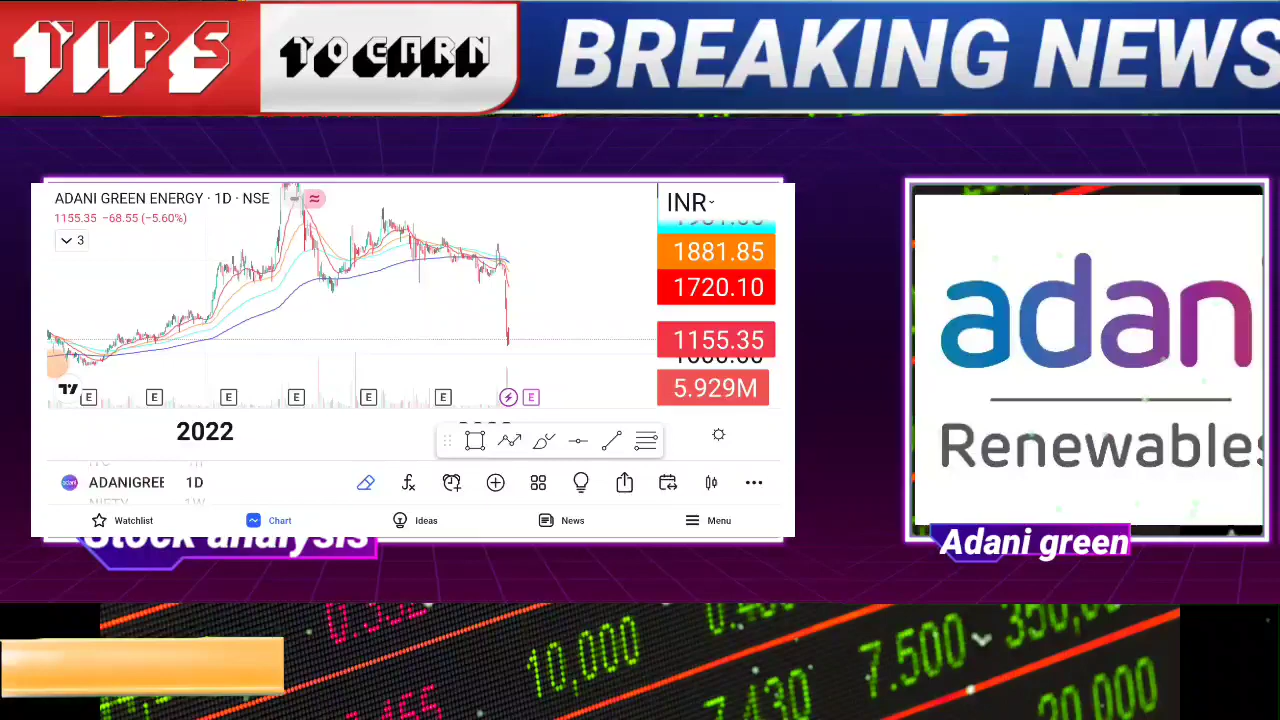 TIPS
TO EARN
BREAKING NEWS
ADANI GREEN ENERGY · 1D · NSE
1155.35 −68.55 (−5.60%)
3
INR
1881.85
1720.10
1155.35
5.929M
E E E E E E E
2022
ADANIGREE 1D
Watchlist
Chart
Ideas
News
Menu
Stock analysis
adan
Renewables
Adani green
10,000
7.500
350,0
7,430
20,000